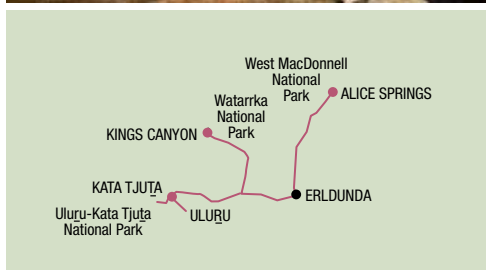 West MacDonnell
National
Park
ALICE SPRINGS
Watarrka
National
Park
KINGS CANYON
KATA TJUṮA
ULUṞU
ERLDUNDA
Uluṟu-Kata Tjuṯa
National Park